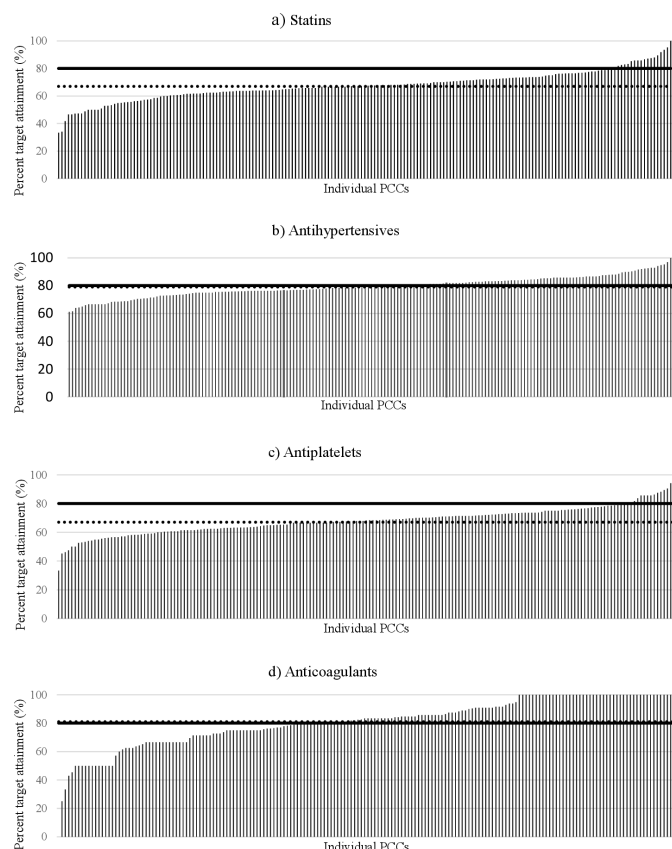 a) Statins
Percent target attainment (%)
100
80
60
40
20
0
Individual PCCs
b) Antihypertensives
Percent target attainment (%)
100
80
60
40
20
0
Individual PCCs
c) Antiplatelets
Percent target attainment (%)
100
80
60
40
20
0
Individual PCCs
d) Anticoagulants
Percent target attainment (%)
100
80
60
40
20
0
Individual PCCs